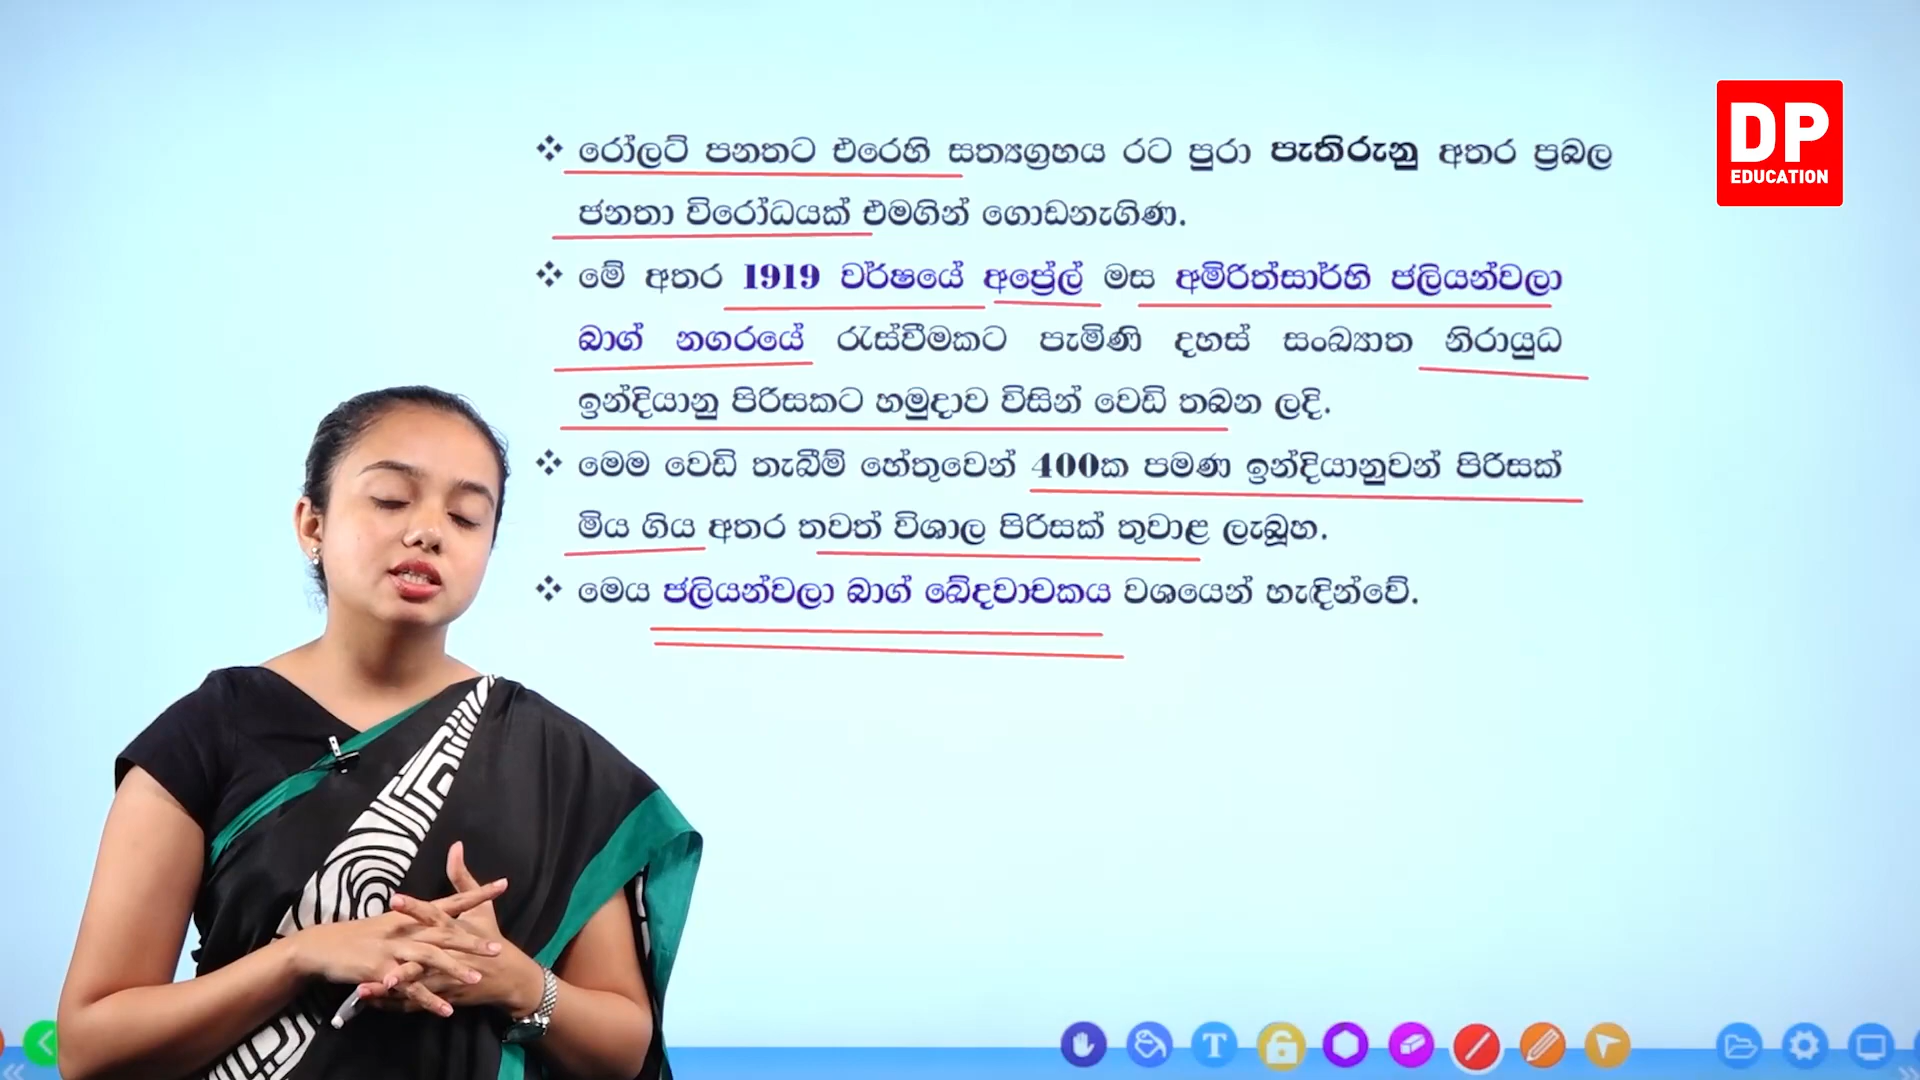 DP
EDUCATION
❖ රෝලට් පනතට එරෙහි සත්‍යග්‍රහය රට පුරා පැතිරුනු අතර ප්‍රබල
ජනතා විරෝධයක් එමගින් ගොඩනැගිණ.
❖ මේ අතර 1919 වර්ෂයේ අප්‍රේල් මස අමිරිත්සාර්හි ජලියන්වලා
බාග් නගරයේ රැස්වීමකට පැමිණි දහස් සංඛ්‍යාත නිරායුධ
ඉන්දියානු පිරිසකට හමුදාව විසින් වෙඩි තබන ලදි.
❖ මෙම වෙඩි තැබීම් හේතුවෙන් 400ක පමණ ඉන්දියානුවන් පිරිසක්
මිය ගිය අතර තවත් විශාල පිරිසක් තුවාළ ලැබූහ.
❖ මෙය ජලියන්වලා බාග් ඛේදවාචකය වශයෙන් හැඳින්වේ.